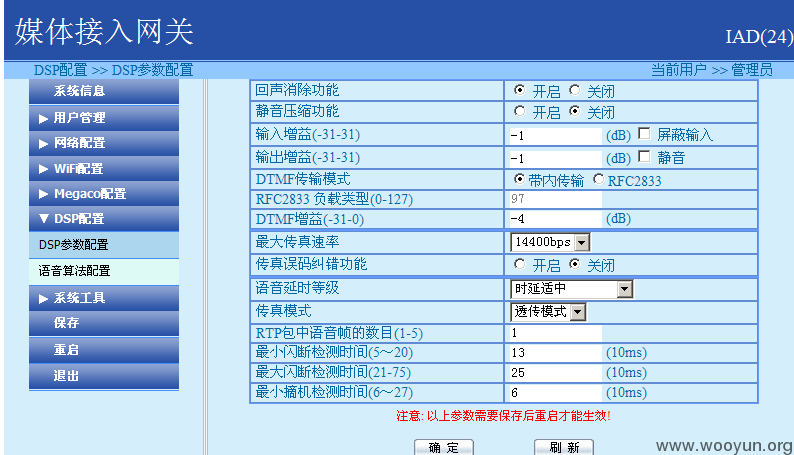 媒体接入网关
IAD(24)
DSP配置 >> DSP参数配置
当前用户 >> 管理员
系统信息
▶ 用户管理
▶ 网络配置
▶ WiFi配置
▶ Megaco配置
▼ DSP配置
DSP参数配置
语音算法配置
▶ 系统工具
保存
重启
退出
回声消除功能 开启 关闭
静音压缩功能 开启 关闭
输入增益(-31-31) -1 (dB) 屏蔽输入
输出增益(-31-31) -1 (dB) 静音
DTMF传输模式 带内传输 RFC2833
RFC2833 负载类型(0-127) 97
DTMF增益(-31-0) -4 (dB)
最大传真速率 14400bps
传真误码纠错功能 开启 关闭
语音延时等级 时延适中
传真模式 透传模式
RTP包中语音帧的数目(1-5) 1
最小闪断检测时间(5～20) 13 (10ms)
最大闪断检测时间(21-75) 25 (10ms)
最小摘机检测时间(6～27) 6 (10ms)
注意: 以上参数需要保存后重启才能生效!
确 定
刷 新
www.wooyun.org